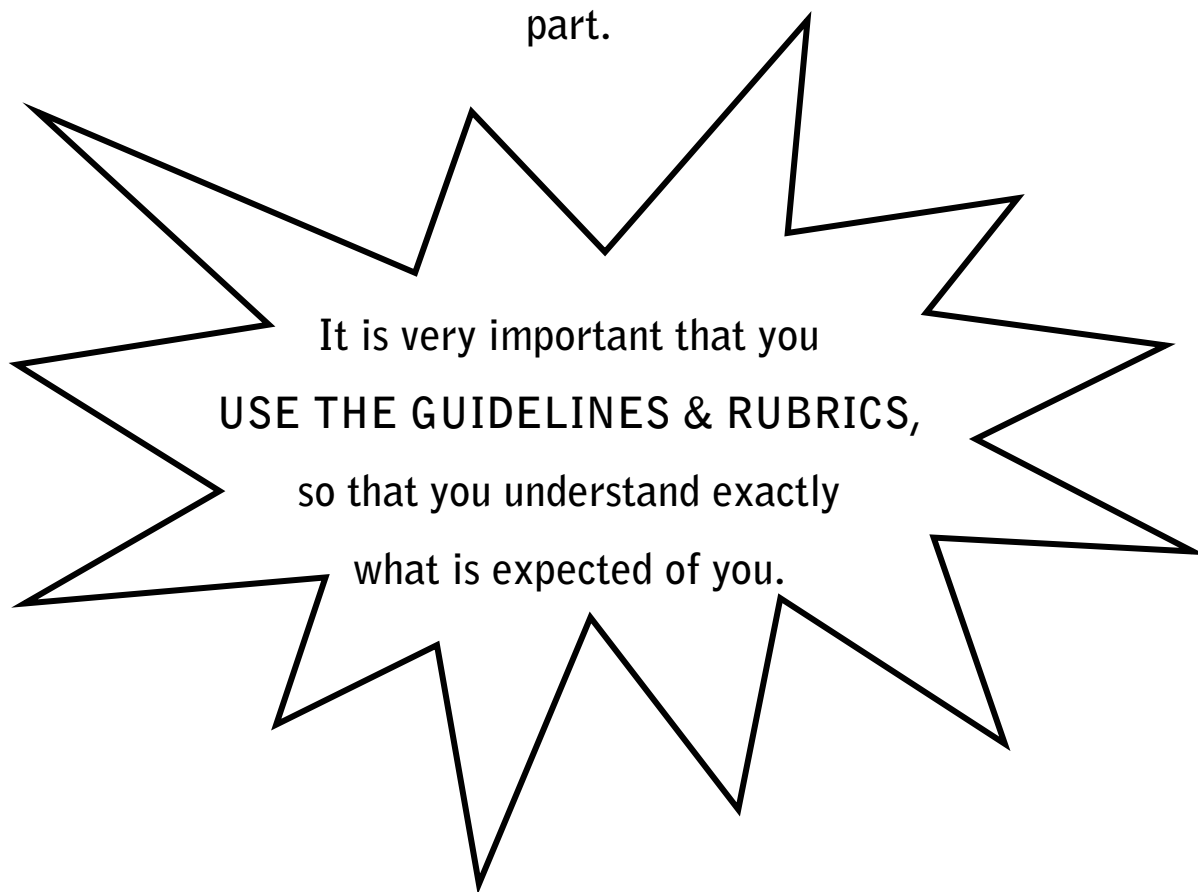 part.
It is very important that you
USE THE GUIDELINES & RUBRICS,
so that you understand exactly
what is expected of you.